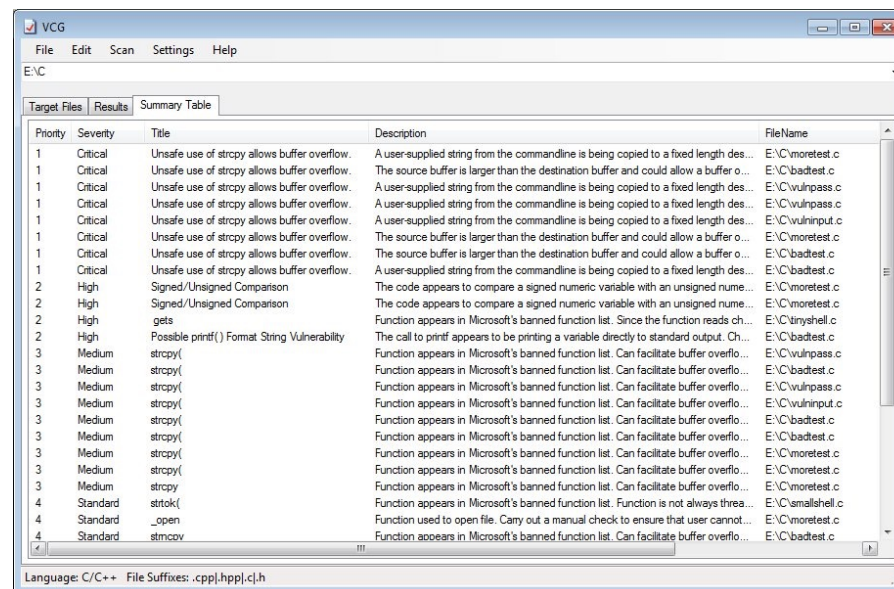 VCG
File Edit Scan Settings Help
E:\C
Target Files Results Summary Table
Priority Severity Title Description FileName
1 Critical Unsafe use of strcpy allows buffer overflow. A user-supplied string from the commandline is being copied to a fixed length des... E:\C\moretest.c
1 Critical Unsafe use of strcpy allows buffer overflow. The source buffer is larger than the destination buffer and could allow a buffer o... E:\C\badtest.c
1 Critical Unsafe use of strcpy allows buffer overflow. A user-supplied string from the commandline is being copied to a fixed length des... E:\C\vulnpass.c
1 Critical Unsafe use of strcpy allows buffer overflow. A user-supplied string from the commandline is being copied to a fixed length des... E:\C\vulnpass.c
1 Critical Unsafe use of strcpy allows buffer overflow. A user-supplied string from the commandline is being copied to a fixed length des... E:\C\vulninput.c
1 Critical Unsafe use of strcpy allows buffer overflow. The source buffer is larger than the destination buffer and could allow a buffer o... E:\C\moretest.c
1 Critical Unsafe use of strcpy allows buffer overflow. The source buffer is larger than the destination buffer and could allow a buffer o... E:\C\badtest.c
1 Critical Unsafe use of strcpy allows buffer overflow. A user-supplied string from the commandline is being copied to a fixed length des... E:\C\badtest.c
2 High Signed/Unsigned Comparison The code appears to compare a signed numeric variable with an unsigned nume... E:\C\moretest.c
2 High Signed/Unsigned Comparison The code appears to compare a signed numeric variable with an unsigned nume... E:\C\moretest.c
2 High gets Function appears in Microsoft's banned function list. Since the function reads ch... E:\C\tinyshell.c
2 High Possible printf( ) Format String Vulnerability The call to printf appears to be printing a variable directly to standard output. Ch... E:\C\badtest.c
3 Medium strcpy( Function appears in Microsoft's banned function list. Can facilitate buffer overflo... E:\C\vulnpass.c
3 Medium strcpy( Function appears in Microsoft's banned function list. Can facilitate buffer overflo... E:\C\badtest.c
3 Medium strcpy( Function appears in Microsoft's banned function list. Can facilitate buffer overflo... E:\C\vulnpass.c
3 Medium strcpy( Function appears in Microsoft's banned function list. Can facilitate buffer overflo... E:\C\vulninput.c
3 Medium strcpy( Function appears in Microsoft's banned function list. Can facilitate buffer overflo... E:\C\badtest.c
3 Medium strcpy( Function appears in Microsoft's banned function list. Can facilitate buffer overflo... E:\C\moretest.c
3 Medium strcpy( Function appears in Microsoft's banned function list. Can facilitate buffer overflo... E:\C\moretest.c
3 Medium strcpy Function appears in Microsoft's banned function list. Can facilitate buffer overflo... E:\C\badtest.c
4 Standard strtok( Function appears in Microsoft's banned function list. Function is not always threa... E:\C\smallshell.c
4 Standard _open Function used to open file. Carry out a manual check to ensure that user cannot... E:\C\moretest.c
4 Standard strncpy Function appears in Microsoft's banned function list. Can facilitate buffer overflo... E:\C\badtest.c
Language: C/C++ File Suffixes: .cpp|.hpp|.c|.h